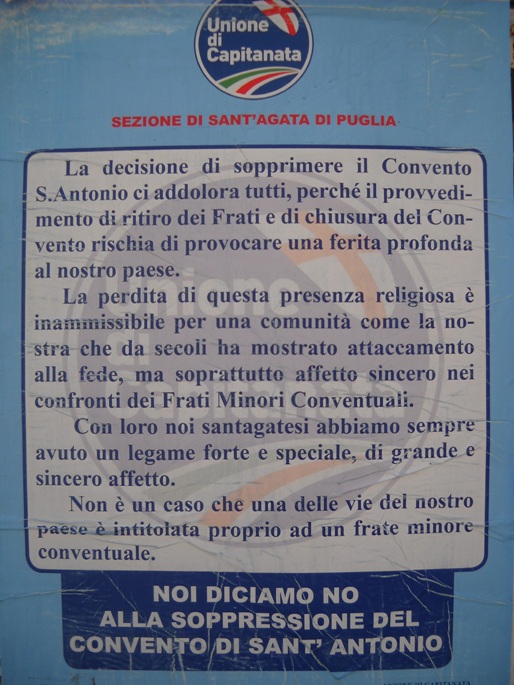 Unione
di
Capitanata
SEZIONE DI SANT'AGATA DI PUGLIA
La decisione di sopprimere il Convento
S.Antonio ci addolora tutti, perché il provvedi-
mento di ritiro dei Frati e di chiusura del Con-
vento rischia di provocare una ferita profonda
al nostro paese.
La perdita di questa presenza religiosa è
inammissibile per una comunità come la no-
stra che da secoli ha mostrato attaccamento
alla fede, ma soprattutto affetto sincero nei
confronti dei Frati Minori Conventuali.
Con loro noi santagatesi abbiamo sempre
avuto un legame forte e speciale, di grande e
sincero affetto.
Non è un caso che una delle vie del nostro
paese è intitolata proprio ad un frate minore
conventuale.
NOI DICIAMO NO
ALLA SOPPRESSIONE DEL
CONVENTO DI SANT' ANTONIO